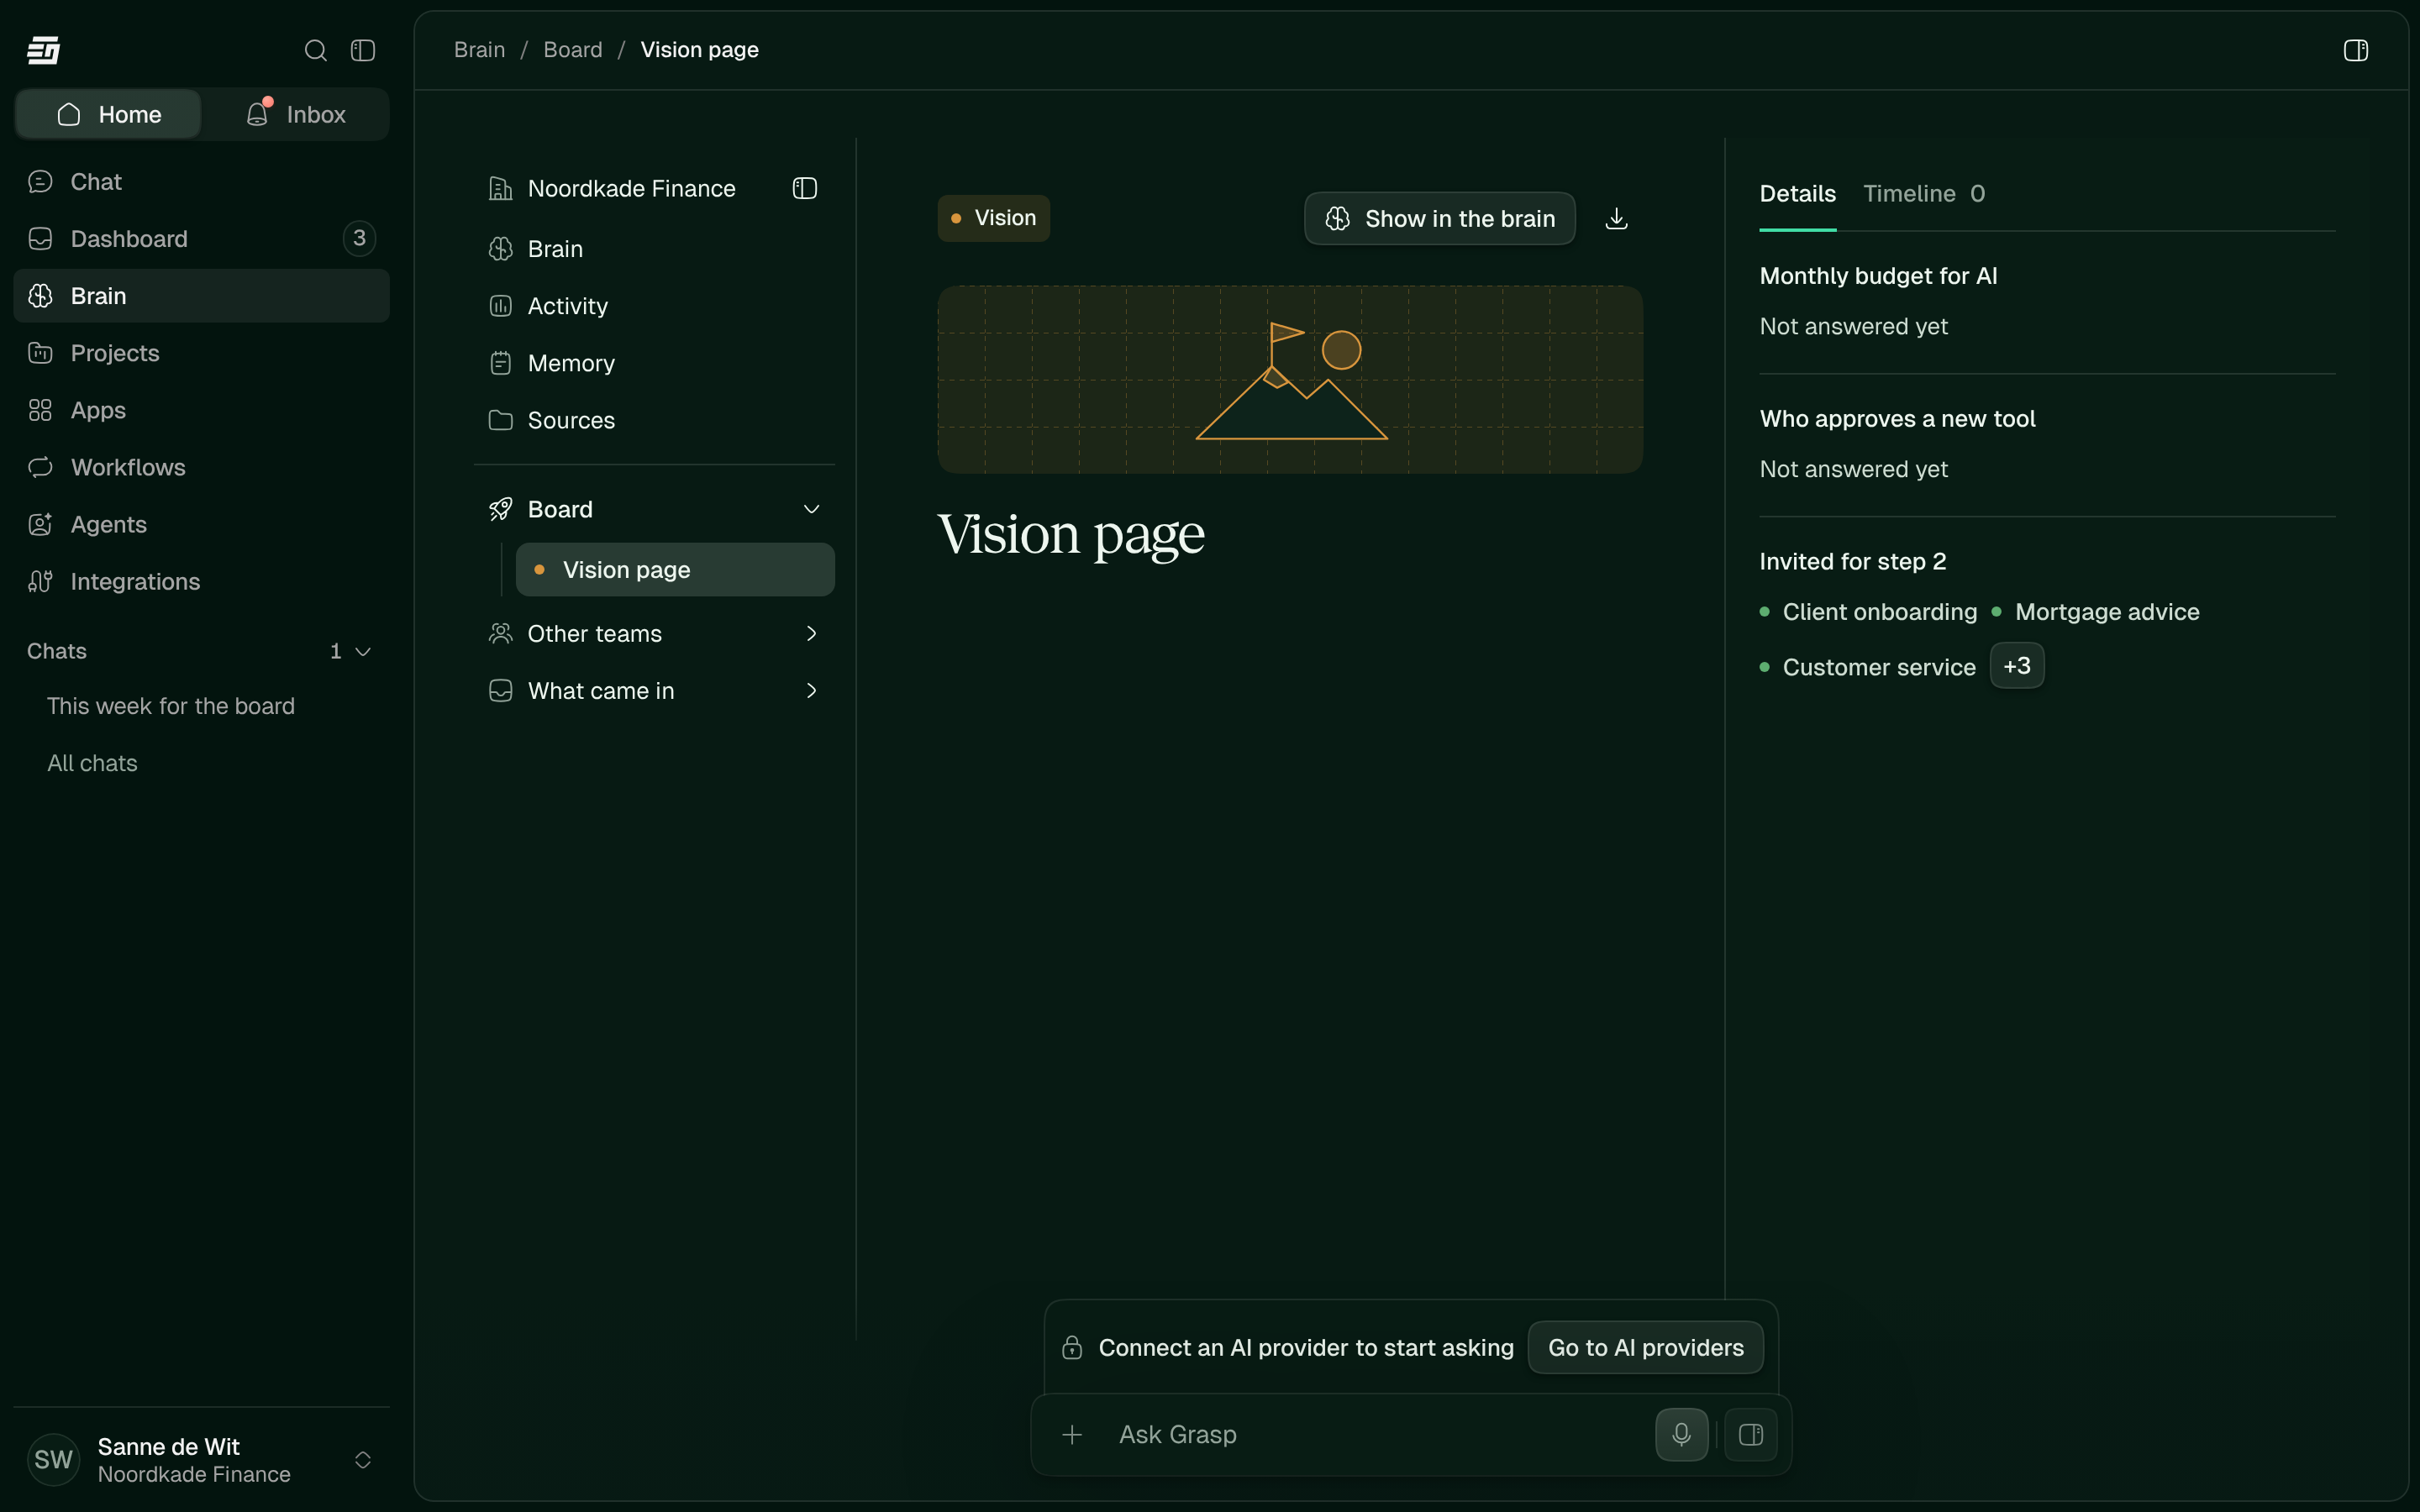 Home
Inbox
Chat
Dashboard
3
Brain
Projects
Apps
Workflows
Agents
Integrations
Chats
1
This week for the board
All chats
SW
Sanne de Wit
Noordkade Finance
Brain / Board / Vision page
Noordkade Finance
Brain
Activity
Memory
Sources
Board
Vision page
Other teams
What came in
Vision
Show in the brain
Vision page
Details
Timeline 0
Monthly budget for AI
Not answered yet
Who approves a new tool
Not answered yet
Invited for step 2
Client onboarding
Mortgage advice
Customer service
+3
Connect an AI provider to start asking
Go to AI providers
Ask Grasp